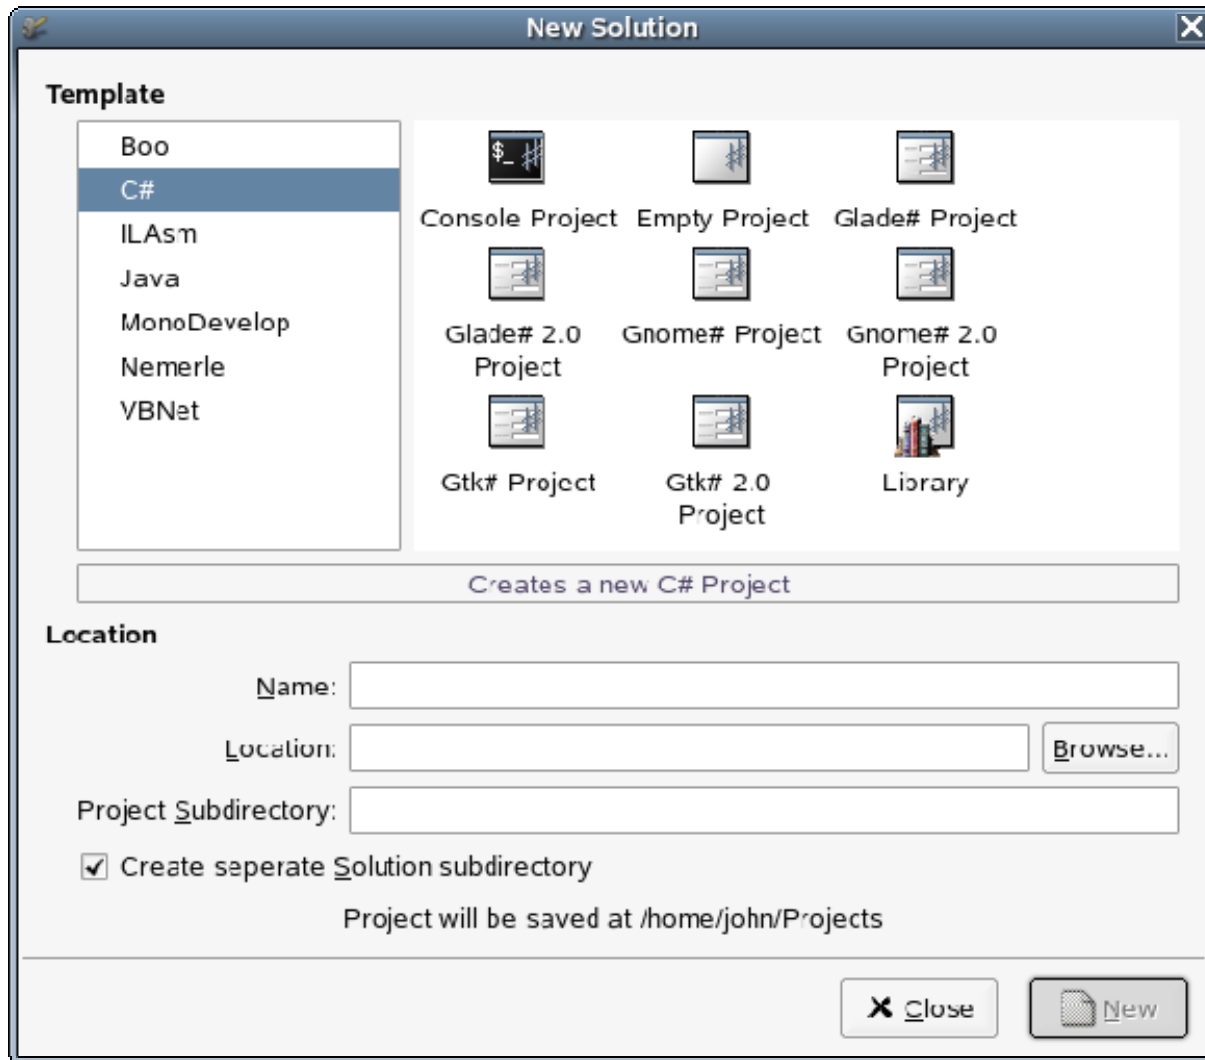 New Solution
Template
Boo
C#
ILAsm
Java
MonoDevelop
Nemerle
VBNet
$_
Console Project Empty Project Glade# Project
Glade# 2.0 Gnome# Project Gnome# 2.0
Project Project
Gtk# Project Gtk# 2.0 Library
Project
Creates a new C# Project
Location
Name:
Location: Browse...
Project Subdirectory:
Create seperate Solution subdirectory
Project will be saved at /home/john/Projects
Close New